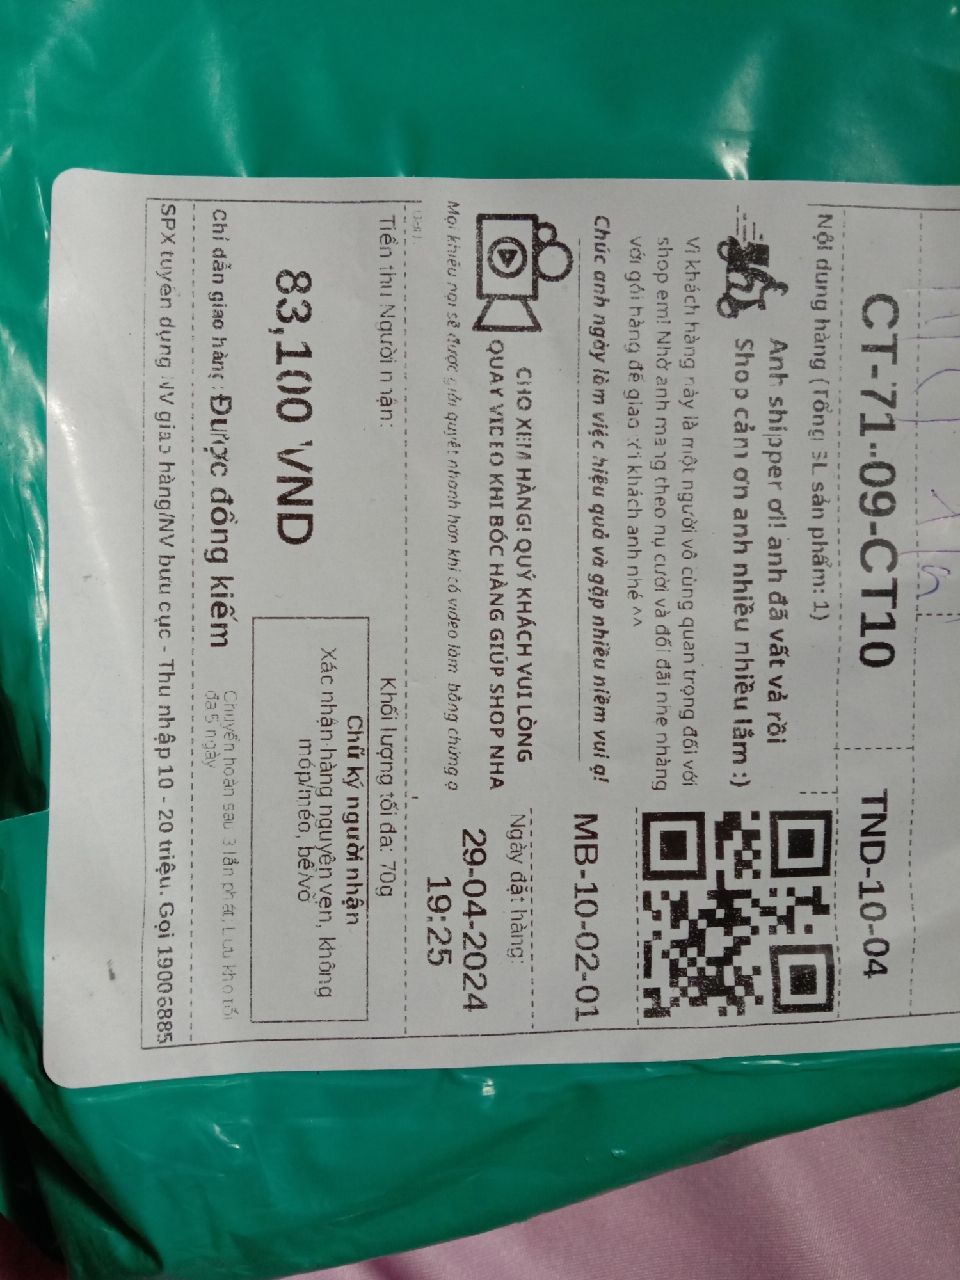 CT-71-09-CT10
TND-10-04
Nội dung hàng (Tổng SL sản phẩm: 1)
Anh shipper ơi! anh đã vất vả rồi
Shop cảm ơn anh nhiều nhiều lắm :)
Vì khách hàng này là một người vô cùng quan trọng đối với
shop em! Nhờ anh mang theo nụ cười và đối đãi nhẹ nhàng
với gói hàng để giao tới khách anh nhé ^^
Chúc anh ngày làm việc hiệu quả và gặp nhiều niềm vui ạ!
CHO XEM HÀNG! QUÝ KHÁCH VUI LÒNG
QUAY VIDEO KHI BÓC HÀNG GIÚP SHOP NHA
Mọi khiếu nại sẽ được giải quyết nhanh hơn khi có video làm bằng chứng ạ
MB-10-02-01
Ngày đặt hàng:
29-04-2024
19:25
Tiền thu Người nhận:
83,100 VND
Khối lượng tối đa: 70g
Chữ ký người nhận
Xác nhận hàng nguyên vẹn, không
móp/méo, bể/vỡ
Chỉ dẫn giao hàng: Được đồng kiểm
Chuyển hoàn sau 3 lần phát; Lưu kho tối
đa 5 ngày
SPX tuyển dụng NV giao hàng/NV bưu cục - Thu nhập 10 - 20 triệu. Gọi 19006885